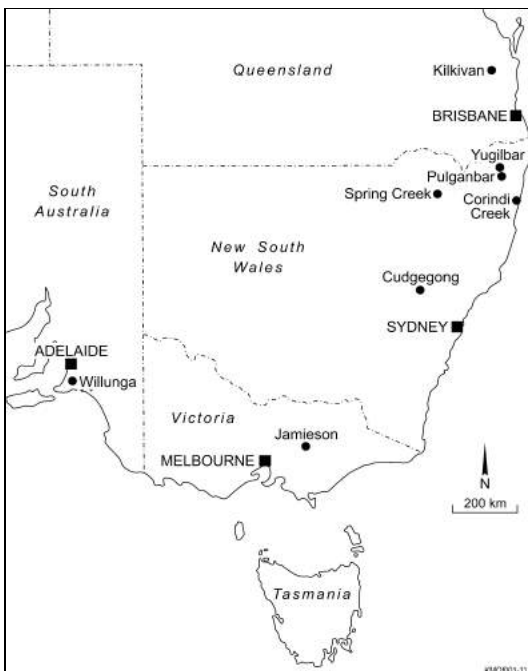 Queensland
Kilkivan
BRISBANE
Yugilbar
Pulganbar
South
Australia
Spring Creek
Corindi
Creek
New South
Wales
Cudgegong
SYDNEY
ADELAIDE
Willunga
Victoria
Jamieson
MELBOURNE
N
200 km
Tasmania